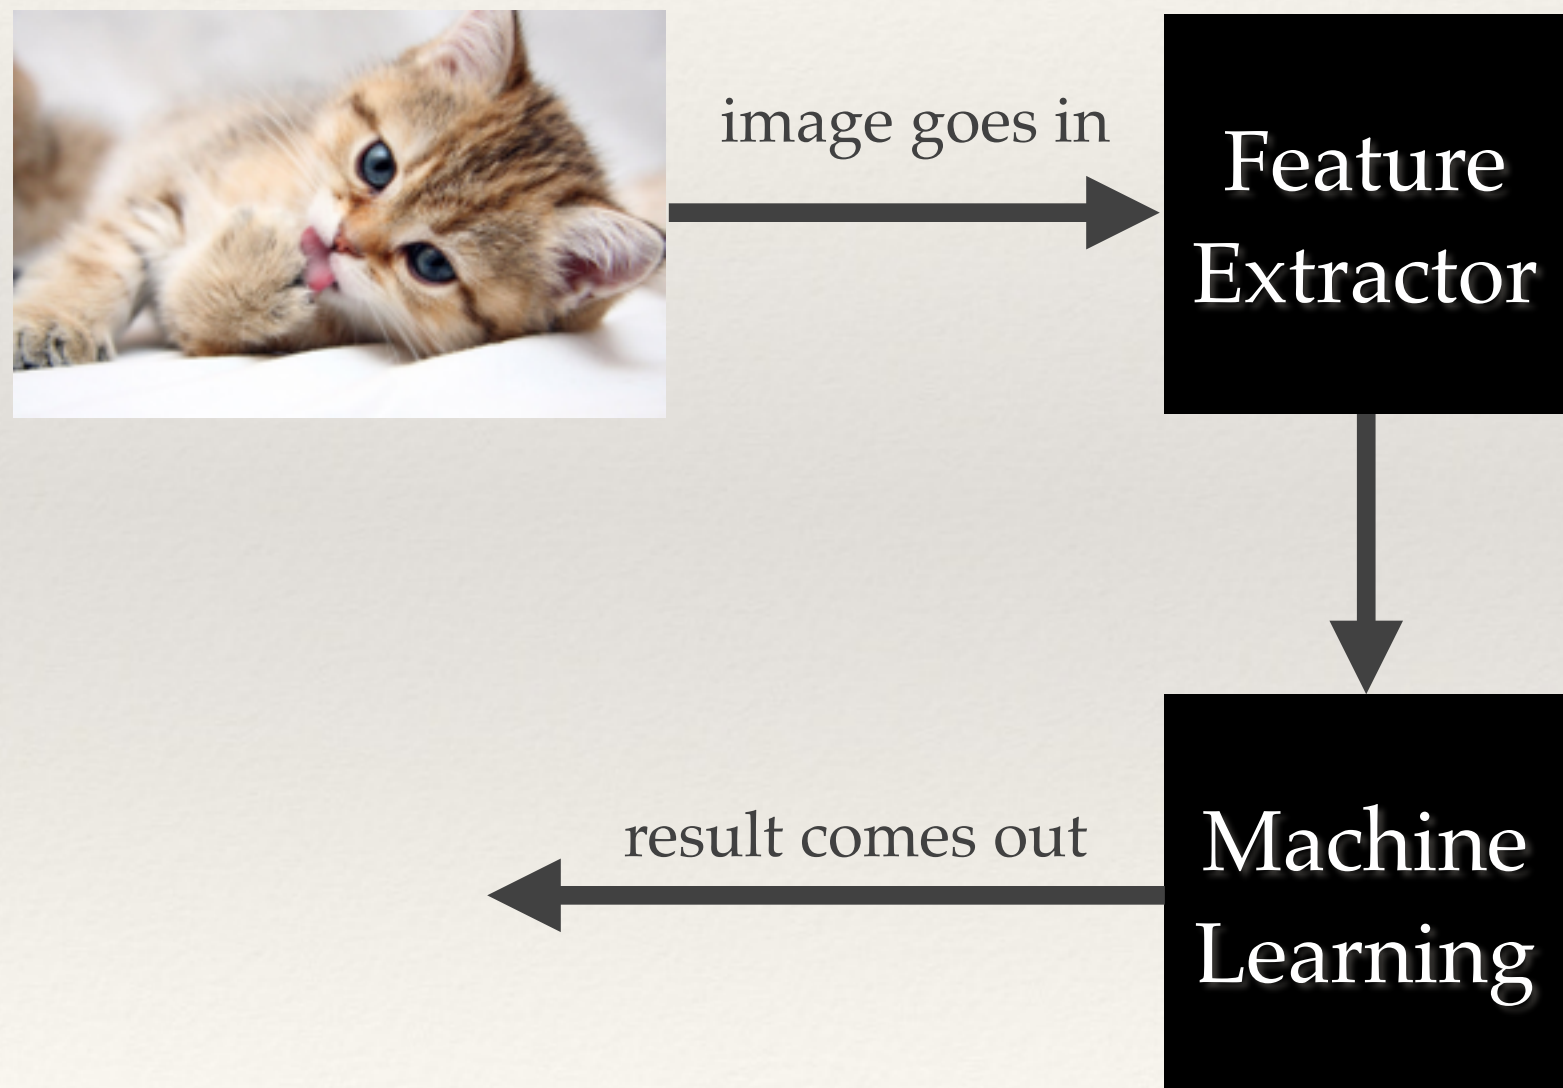 image goes in
Feature
Extractor
Machine
Learning
result comes out